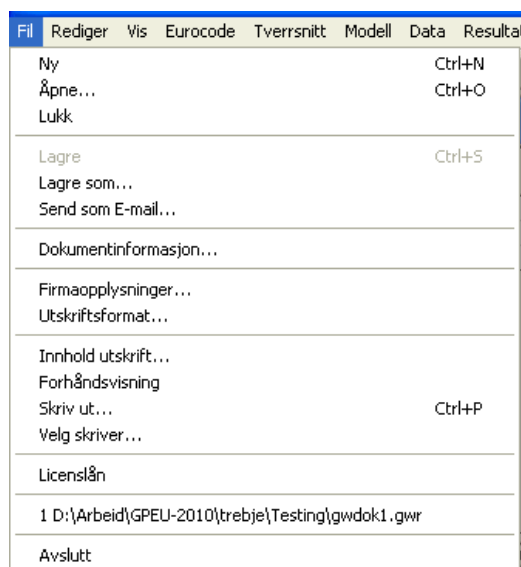 Fil Rediger Vis Eurocode Tverrsnitt Modell Data Resulta
Ny Ctrl+N
Åpne... Ctrl+O
Lukk
Lagre Ctrl+S
Lagre som...
Send som E-mail...
Dokumentinformasjon...
Firmaopplysninger...
Utskriftsformat...
Innhold utskrift...
Forhåndsvisning
Skriv ut... Ctrl+P
Velg skriver...
Licenslån
1 D:\Arbeid\GPEU-2010\trebje\Testing\gwdok1.gwr
Avslutt